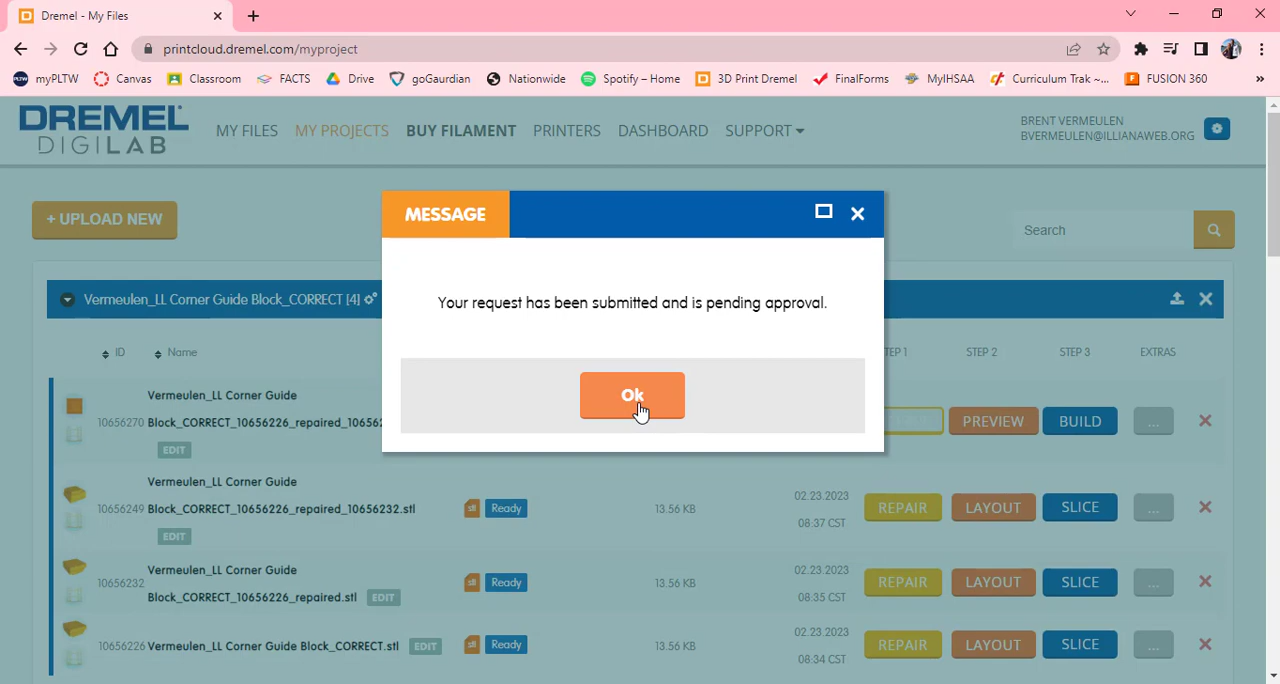 Dremel - My Files
printcloud.dremel.com/myproject
myPLTW Canvas Classroom FACTS Drive goGaurdian Nationwide Spotify – Home 3D Print Dremel FinalForms MyIHSAA Curriculum Trak ~... FUSION 360 »
DREMEL
DIGILAB
MY FILES MY PROJECTS BUY FILAMENT PRINTERS DASHBOARD SUPPORT
BRENT VERMEULEN
BVERMEULEN@ILLIANAWEB.ORG
+ UPLOAD NEW
Search
MESSAGE
Your request has been submitted and is pending approval.
Ok
Vermeulen_LL Corner Guide Block_CORRECT [4]
ID Name STEP 2 STEP 3 EXTRAS
Vermeulen_LL Corner Guide
10656270 Block_CORRECT_10656226_repaired_10656 PREVIEW BUILD ...
EDIT
Vermeulen_LL Corner Guide
10656249 Block_CORRECT_10656226_repaired_10656232.stl stl Ready 13.56 KB 02.23.2023 08:37 CST REPAIR LAYOUT SLICE ...
EDIT
Vermeulen_LL Corner Guide
10656232 Block_CORRECT_10656226_repaired.stl EDIT stl Ready 13.56 KB 02.23.2023 08:35 CST REPAIR LAYOUT SLICE ...
10656226 Vermeulen_LL Corner Guide Block_CORRECT.stl EDIT stl Ready 13.56 KB 02.23.2023 08:34 CST REPAIR LAYOUT SLICE ...